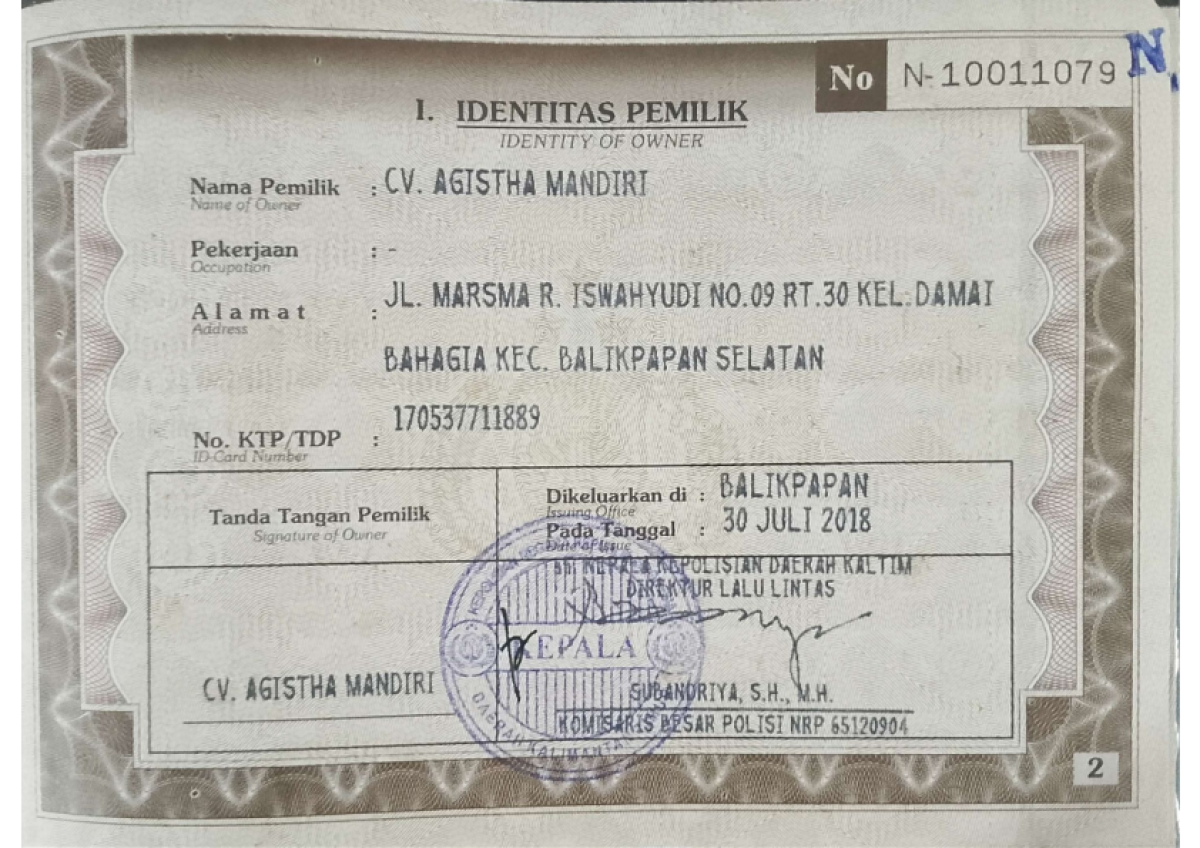 No N-10011079 N
I. IDENTITAS PEMILIK
IDENTITY OF OWNER
Nama Pemilik : CV. AGISTHA MANDIRI
Name of Owner
Pekerjaan : -
Occupation
Alamat : JL. MARSMA R. ISWAHYUDI NO.09 RT.30 KEL.DAMAI
Address
BAHAGIA KEC. BALIKPAPAN SELATAN
No. KTP/TDP : 170537711889
ID-Card Number
Tanda Tangan Pemilik
Signature of Owner
Dikeluarkan di : BALIKPAPAN
Issuing Office
Pada Tanggal : 30 JULI 2018
Date of Issue
KEPALA KEPOLISIAN DAERAH KALTIM
DIREKTUR LALU LINTAS
KEPALA
DAERAH KALIMANTAN
CV. AGISTHA MANDIRI
SUBANDRIYA, S.H., M.H.
KOMISARIS BESAR POLISI NRP 65120904
2